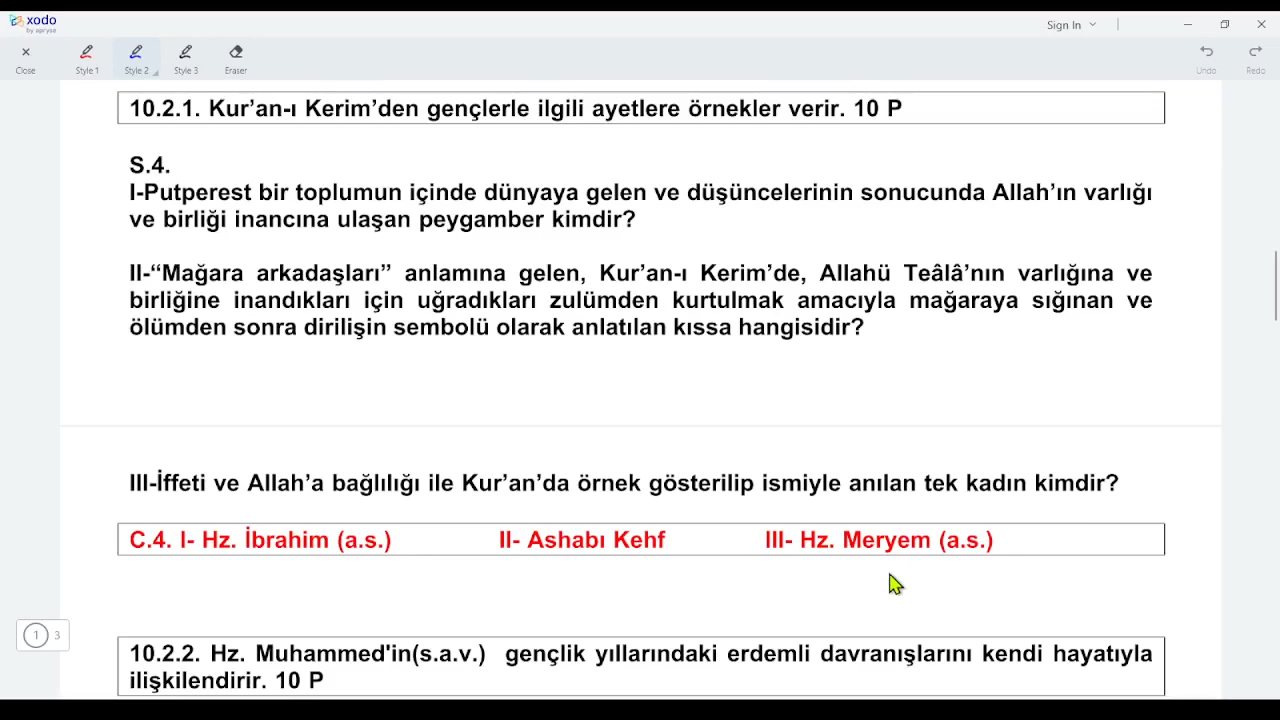 xodo
by apryse
Sign In
Close
Style 1
Style 2
Style 3
Eraser
Undo
Redo
10.2.1. Kur’an-ı Kerim’den gençlerle ilgili ayetlere örnekler verir. 10 P
S.4.
I-Putperest bir toplumun içinde dünyaya gelen ve düşüncelerinin sonucunda Allah’ın varlığı
ve birliği inancına ulaşan peygamber kimdir?
II-“Mağara arkadaşları” anlamına gelen, Kur’an-ı Kerim’de, Allahü Teâlâ’nın varlığına ve
birliğine inandıkları için uğradıkları zulümden kurtulmak amacıyla mağaraya sığınan ve
ölümden sonra dirilişin sembolü olarak anlatılan kıssa hangisidir?
III-İffeti ve Allah’a bağlılığı ile Kur’an’da örnek gösterilip ismiyle anılan tek kadın kimdir?
C.4. I- Hz. İbrahim (a.s.) II- Ashabı Kehf III- Hz. Meryem (a.s.)
1 3
10.2.2. Hz. Muhammed'in(s.a.v.) gençlik yıllarındaki erdemli davranışlarını kendi hayatıyla
ilişkilendirir. 10 P